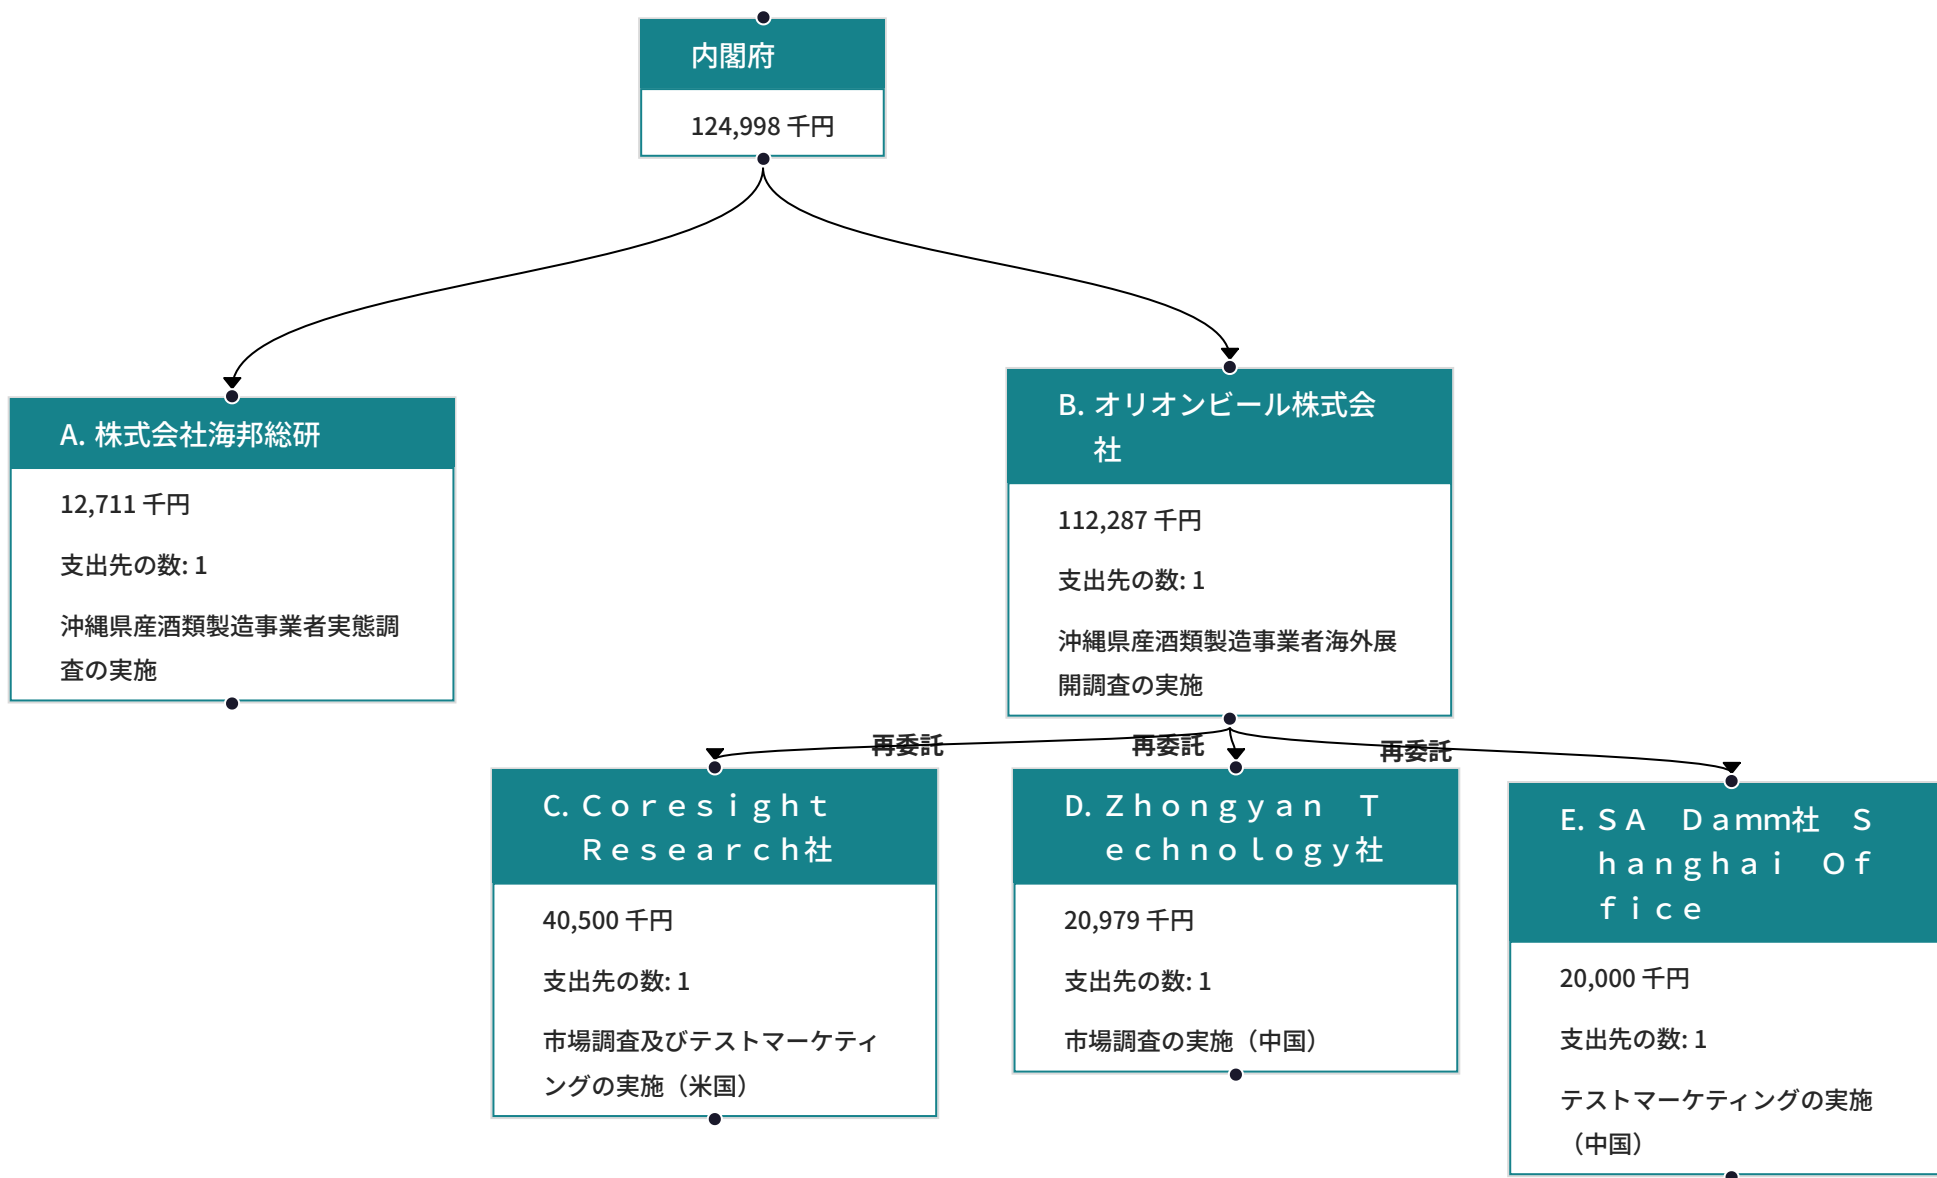 内閣府
124,998 千円
A. 株式会社海邦総研
12,711 千円
支出先の数: 1
沖縄県産酒類製造事業者実態調
査の実施
B. オリオンビール株式会
社
112,287 千円
支出先の数: 1
沖縄県産酒類製造事業者海外展
開調査の実施
再委託
再委託
再委託
C. Ｃｏｒｅｓｉｇｈｔ
Ｒｅｓｅａｒｃｈ社
40,500 千円
支出先の数: 1
市場調査及びテストマーケティ
ングの実施（米国）
D. Ｚｈｏｎｇｙａｎ　Ｔ
ｅｃｈｎｏｌｏｇｙ社
20,979 千円
支出先の数: 1
市場調査の実施（中国）
E. ＳＡ　Ｄａｍｍ社　Ｓ
ｈａｎｇｈａｉ　Ｏｆ
ｆｉｃｅ
20,000 千円
支出先の数: 1
テストマーケティングの実施
（中国）